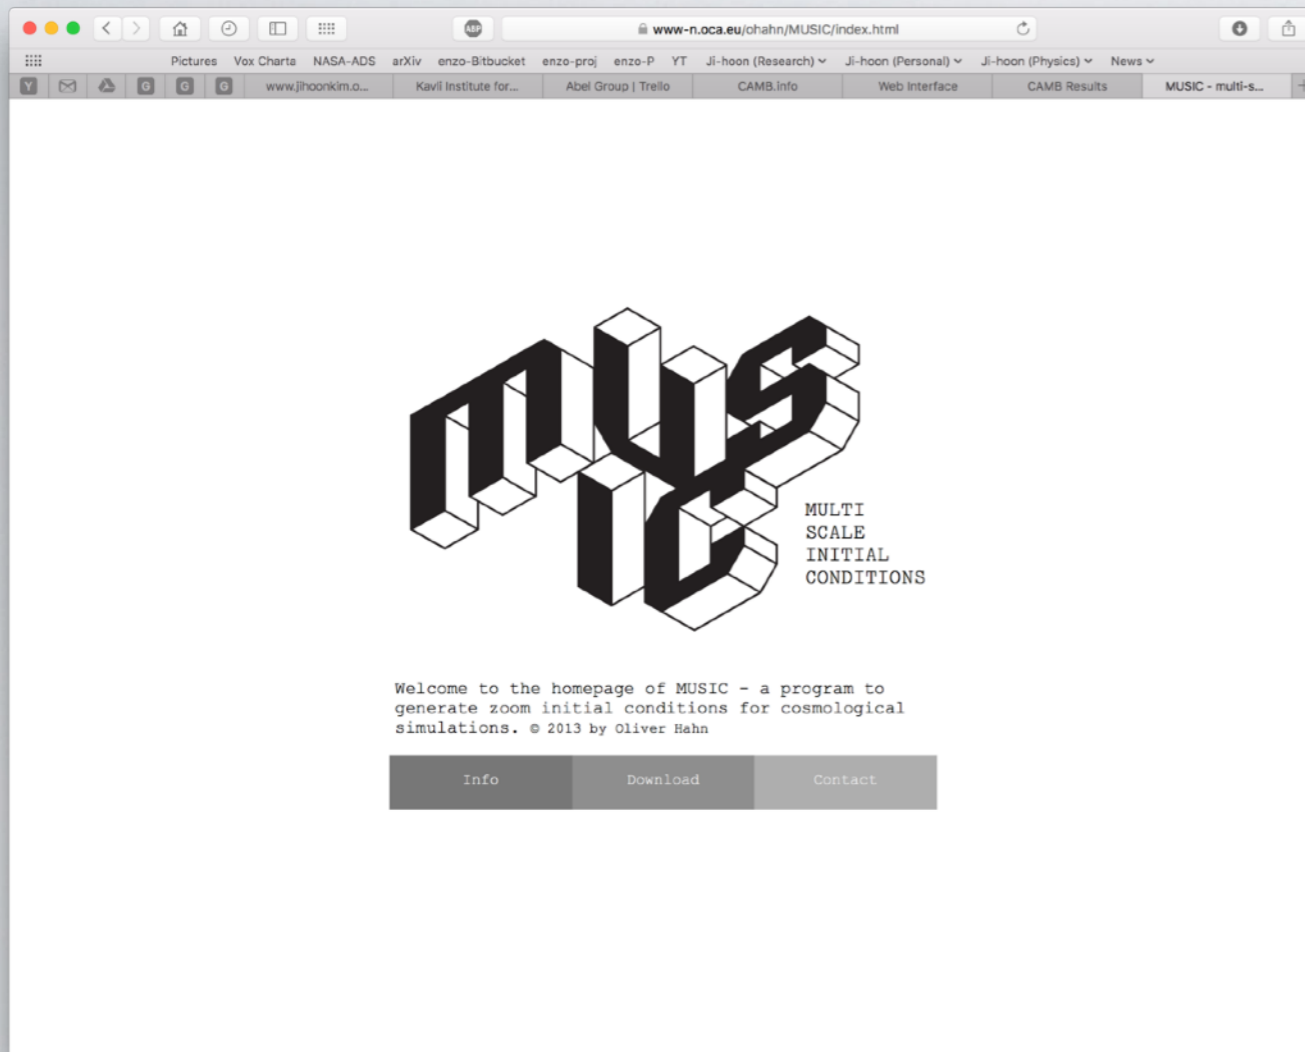 www-n.oca.eu/ohahn/MUSIC/index.html
ABP
Pictures Vox Charta NASA-ADS arXiv enzo-Bitbucket enzo-proj enzo-P YT Ji-hoon (Research) Ji-hoon (Personal) Ji-hoon (Physics) News
Y G G G www.jihoonkim.o... Kavli Institute for... Abel Group | Trello CAMB.info Web Interface CAMB Results MUSIC - multi-s...
MUS
IC
MULTI
SCALE
INITIAL
CONDITIONS
Welcome to the homepage of MUSIC - a program to
generate zoom initial conditions for cosmological
simulations. © 2013 by Oliver Hahn
Info Download Contact